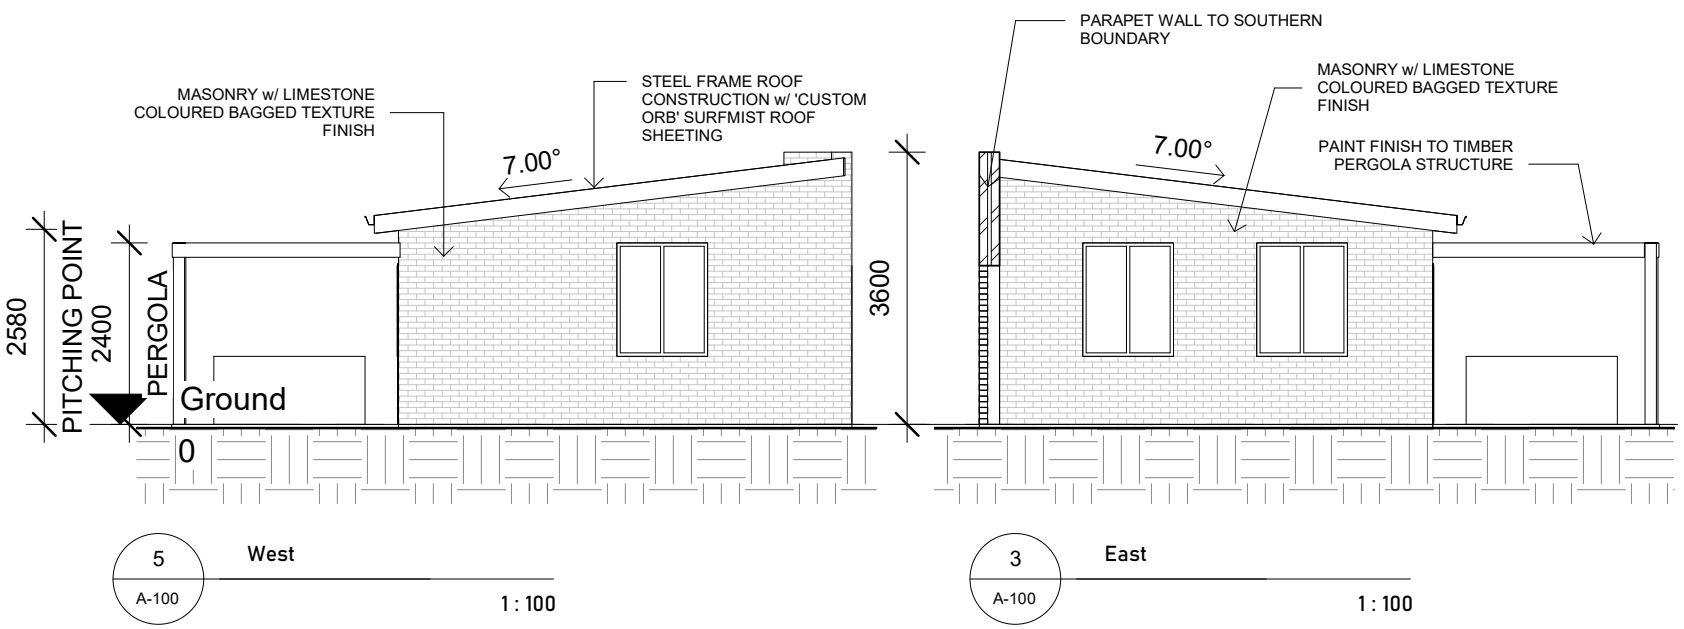 PARAPET WALL TO SOUTHERN
BOUNDARY
MASONRY w/ LIMESTONE
COLOURED BAGGED TEXTURE
FINISH
STEEL FRAME ROOF
CONSTRUCTION w/ 'CUSTOM
ORB' SURFMIST ROOF
SHEETING
MASONRY w/ LIMESTONE
COLOURED BAGGED TEXTURE
FINISH
PAINT FINISH TO TIMBER
PERGOLA STRUCTURE
7.00°
7.00°
2580
PITCHING POINT
2400
PERGOLA
3600
Ground
0
5
A-100
West
1 : 100
3
A-100
East
1 : 100